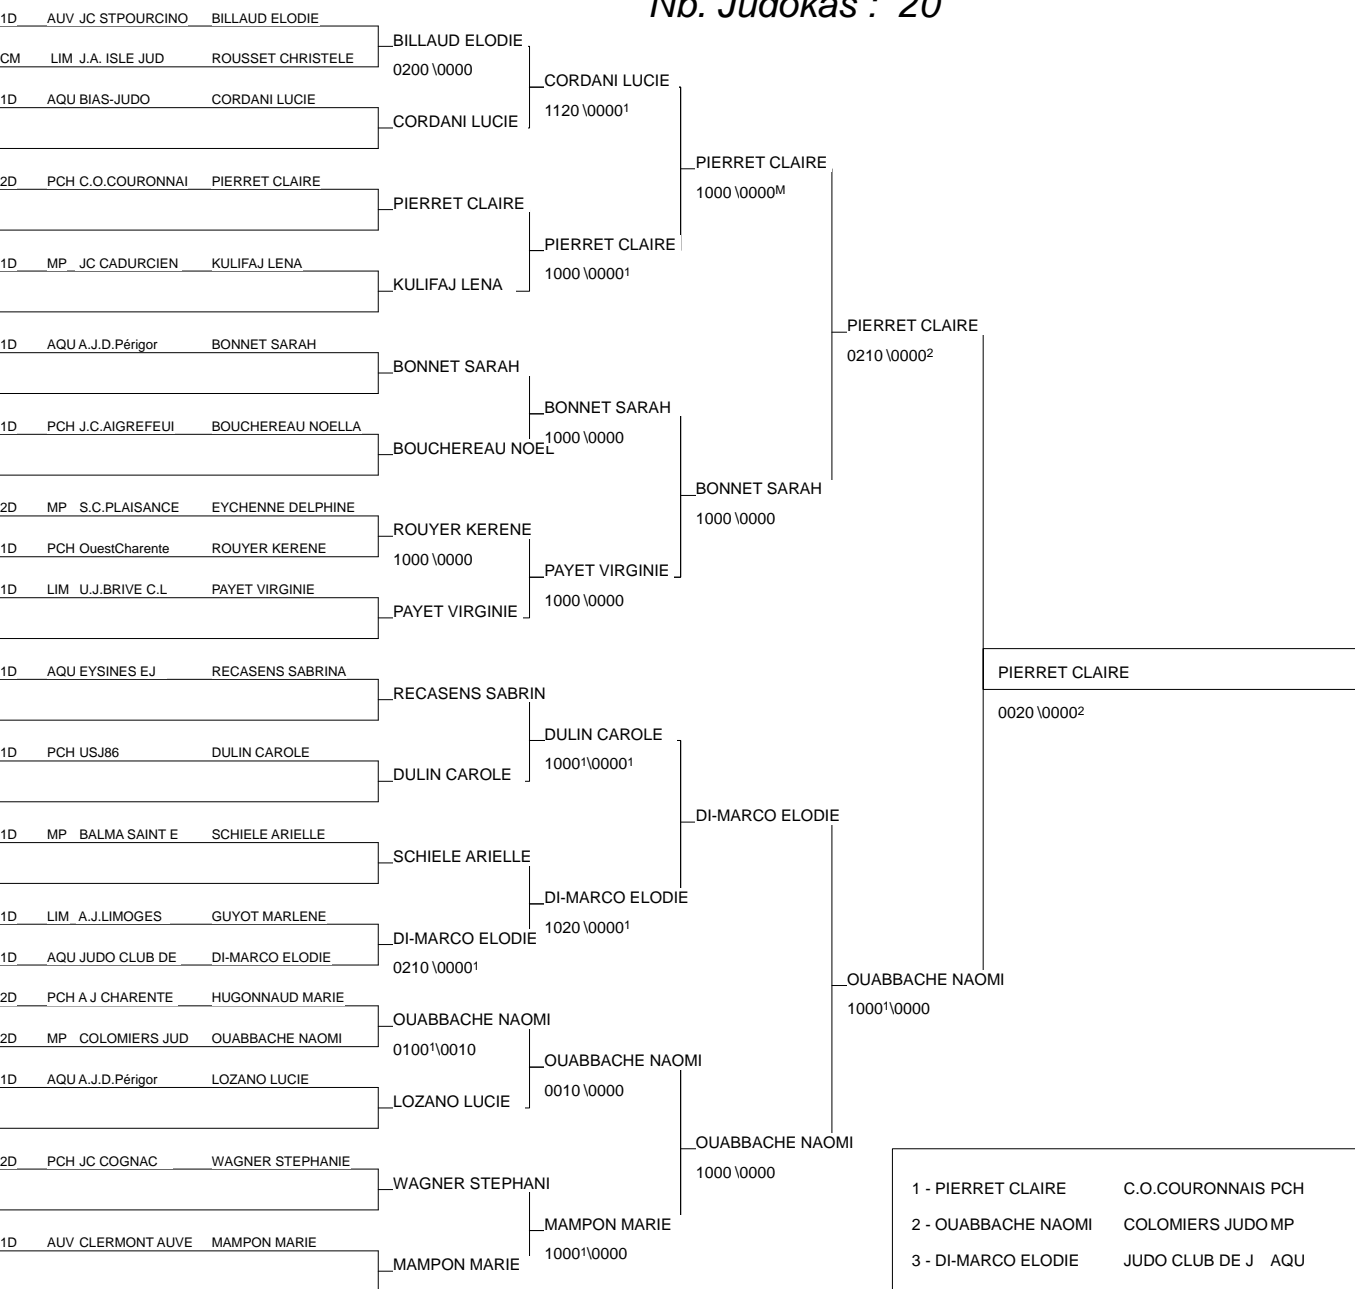 Nb. Judokas : 20
1D AUV JC STPOURCINO BILLAUD ELODIE
BILLAUD ELODIE
CM LIM J.A. ISLE JUD ROUSSET CHRISTELE
0200 \0000
CORDANI LUCIE
1D AQU BIAS-JUDO CORDANI LUCIE
1120 \0000¹
CORDANI LUCIE
PIERRET CLAIRE
2D PCH C.O.COURONNAI PIERRET CLAIRE
1000 \0000ᴹ
PIERRET CLAIRE
PIERRET CLAIRE
1D MP JC CADURCIEN KULIFAJ LENA
1000 \0000¹
KULIFAJ LENA
PIERRET CLAIRE
1D AQU A.J.D.Périgor BONNET SARAH
0210 \0000²
BONNET SARAH
BONNET SARAH
1D PCH J.C.AIGREFEUI BOUCHEREAU NOELLA
1000 \0000
BOUCHEREAU NOEL
BONNET SARAH
2D MP S.C.PLAISANCE EYCHENNE DELPHINE
1000 \0000
ROUYER KERENE
1D PCH OuestCharente ROUYER KERENE
1000 \0000
PAYET VIRGINIE
1D LIM U.J.BRIVE C.L PAYET VIRGINIE
1000 \0000
PAYET VIRGINIE
1D AQU EYSINES EJ RECASENS SABRINA
PIERRET CLAIRE
RECASENS SABRIN
0020 \0000²
DULIN CAROLE
1D PCH USJ86 DULIN CAROLE
1000¹\0000¹
DULIN CAROLE
DI-MARCO ELODIE
1D MP BALMA SAINT E SCHIELE ARIELLE
SCHIELE ARIELLE
DI-MARCO ELODIE
1D LIM A.J.LIMOGES GUYOT MARLENE
1020 \0000¹
DI-MARCO ELODIE
1D AQU JUDO CLUB DE DI-MARCO ELODIE
0210 \0000¹
OUABBACHE NAOMI
2D PCH A J CHARENTE HUGONNAUD MARIE
1000¹\0000
OUABBACHE NAOMI
2D MP COLOMIERS JUD OUABBACHE NAOMI
0100¹\0010
OUABBACHE NAOMI
1D AQU A.J.D.Périgor LOZANO LUCIE
0010 \0000
LOZANO LUCIE
OUABBACHE NAOMI
2D PCH JC COGNAC WAGNER STEPHANIE
1000 \0000
WAGNER STEPHANI
1 - PIERRET CLAIRE C.O.COURONNAIS PCH
MAMPON MARIE
2 - OUABBACHE NAOMI COLOMIERS JUDO MP
1D AUV CLERMONT AUVE MAMPON MARIE
1000¹\0000
MAMPON MARIE
3 - DI-MARCO ELODIE JUDO CLUB DE J AQU